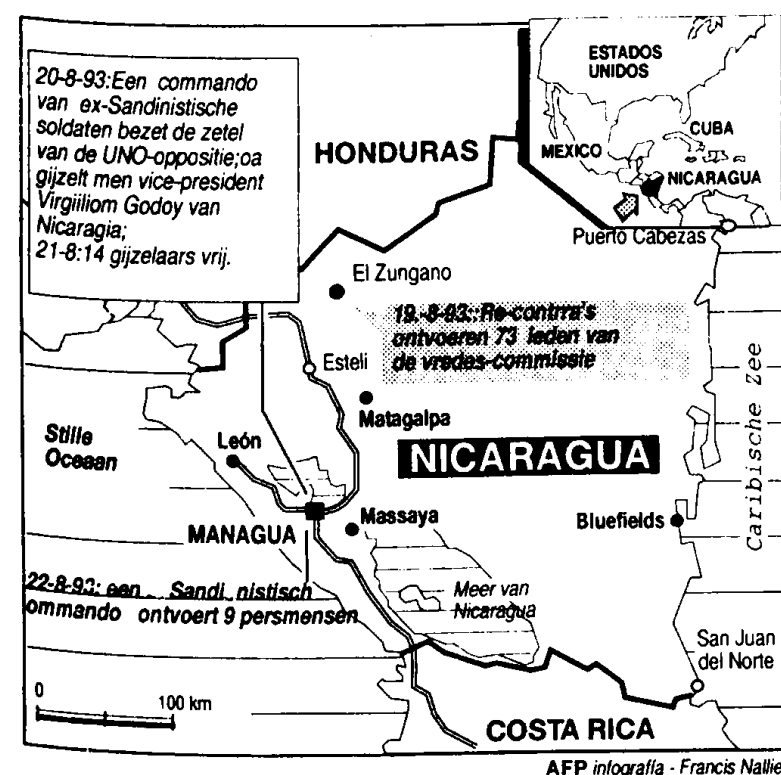 20-8-93:Een commando
van ex-Sandinistische
soldaten bezet de zetel
van de UNO-oppositie;oa
gijzelt men vice-president
Virgiiliom Godoy van
Nicaragia;
21-8:14 gijzelaars vrij.
HONDURAS
ESTADOS
UNIDOS
CUBA
MEXICO
NICARAGUA
Puerto Cabezas
El Zungano
19.-8-93::Re-contrra's
ontvoeren 73 leden van
de vredes-commissie
Esteli
Matagalpa
Stille
Oceaan
León
NICARAGUA
Caribische Zee
MANAGUA
Massaya
Bluefields
22-8-93: een Sandi nistisch
ommando ontvoert 9 persmensen
Meer van
Nicaragua
San Juan
del Norte
0 100 km
COSTA RICA
AFP infografía - Francis Nallie